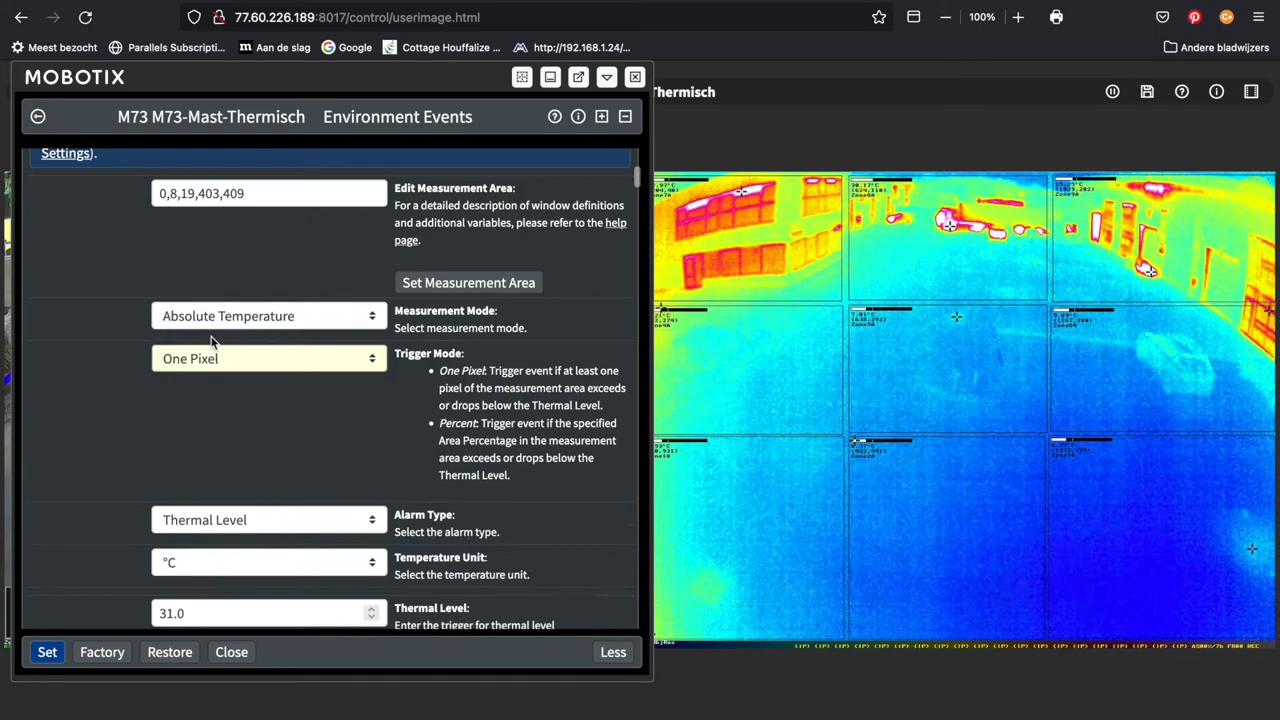 77.60.226.189:8017/control/userimage.html
100%
Meest bezocht
Parallels Subscripti...
Aan de slag
Google
Cottage Houffalize ...
http://192.168.1.24/...
Andere bladwijzers
MOBOTIX
Thermisch
M73 M73-Mast-Thermisch Environment Events
Settings).
0,8,19,403,409
Edit Measurement Area:
For a detailed description of window definitions
and additional variables, please refer to the help
page.
Set Measurement Area
Absolute Temperature
Measurement Mode:
Select measurement mode.
One Pixel
Trigger Mode:
• One Pixel: Trigger event if at least one
pixel of the measurement area exceeds
or drops below the Thermal Level.
• Percent: Trigger event if the specified
Area Percentage in the measurement
area exceeds or drops below the
Thermal Level.
Thermal Level
Alarm Type:
Select the alarm type.
°C
Temperature Unit:
Select the temperature unit.
31.0
Thermal Level:
Enter the trigger for thermal level
Set
Factory
Restore
Close
Less